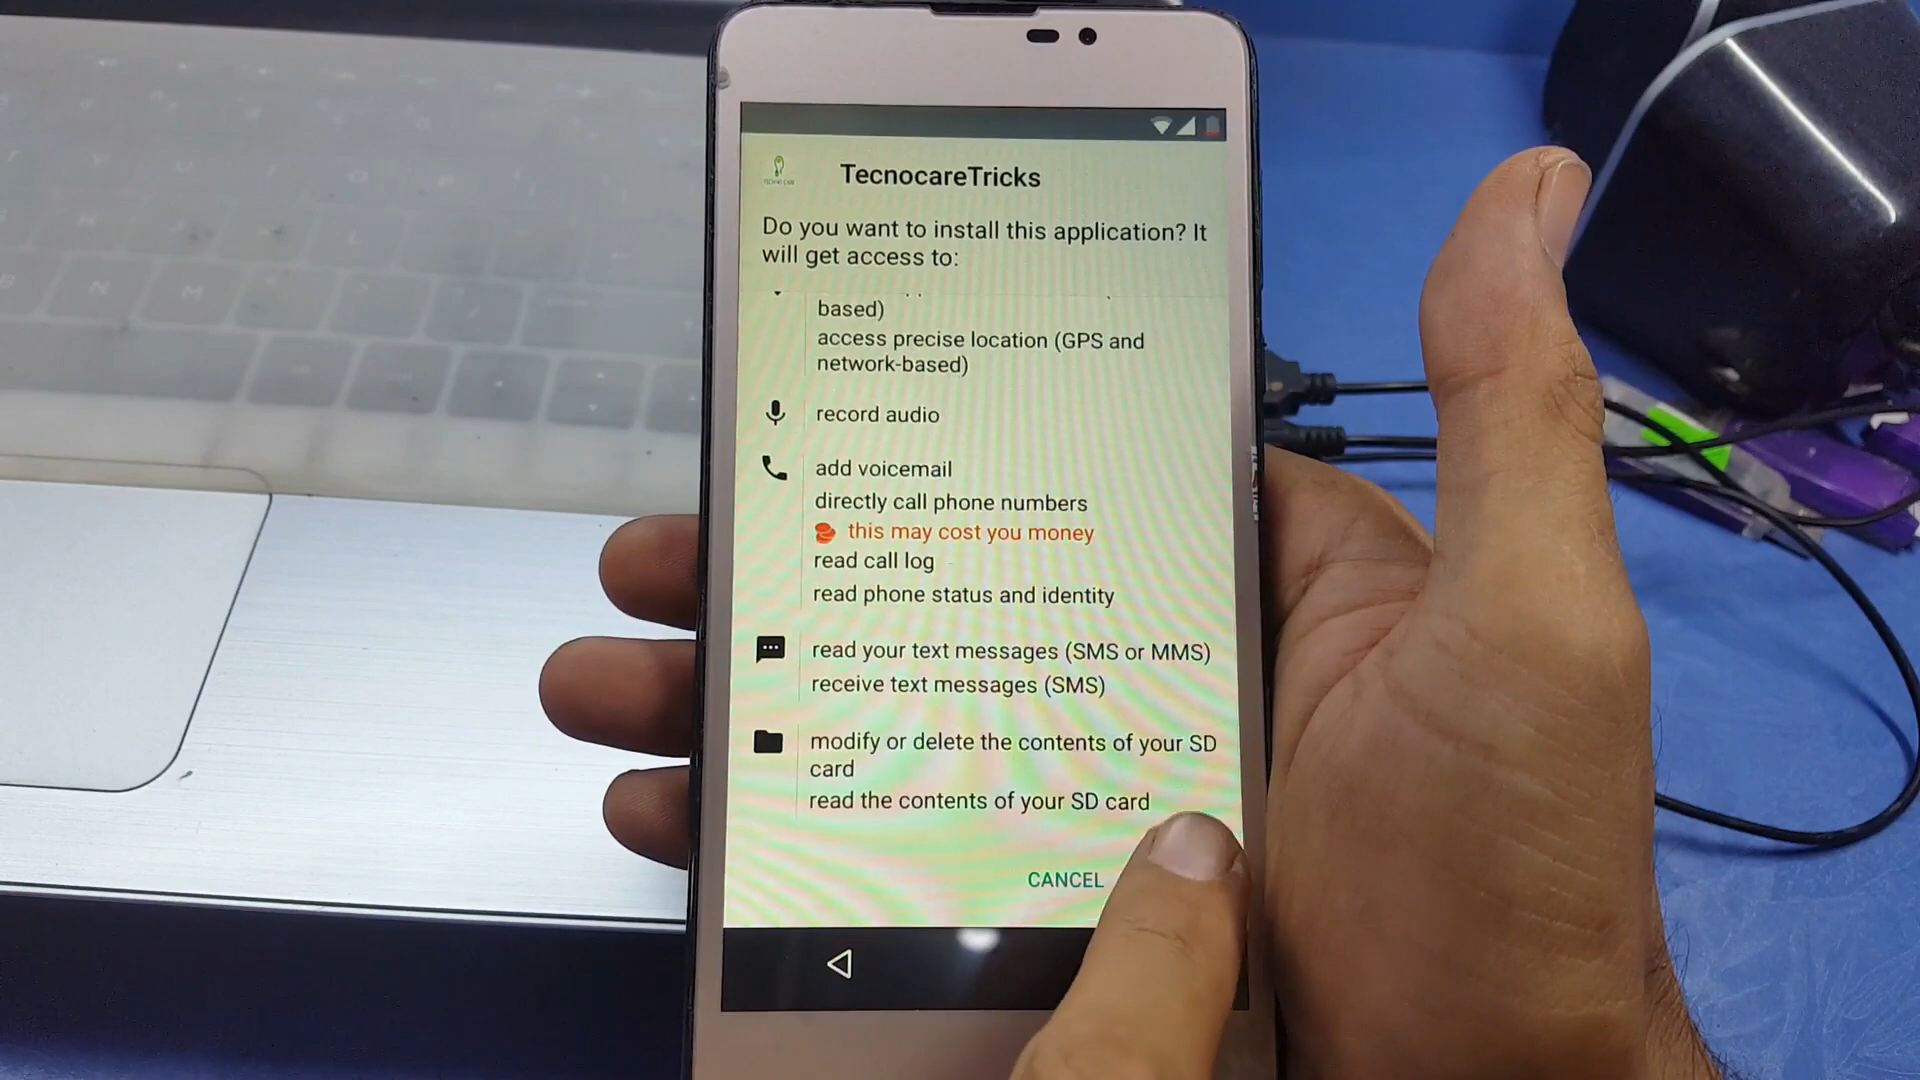 TecnocareTricks
Do you want to install this application? It
will get access to:
based)
access precise location (GPS and
network-based)
record audio
add voicemail
directly call phone numbers
this may cost you money
read call log
read phone status and identity
read your text messages (SMS or MMS)
receive text messages (SMS)
modify or delete the contents of your SD
card
read the contents of your SD card
CANCEL